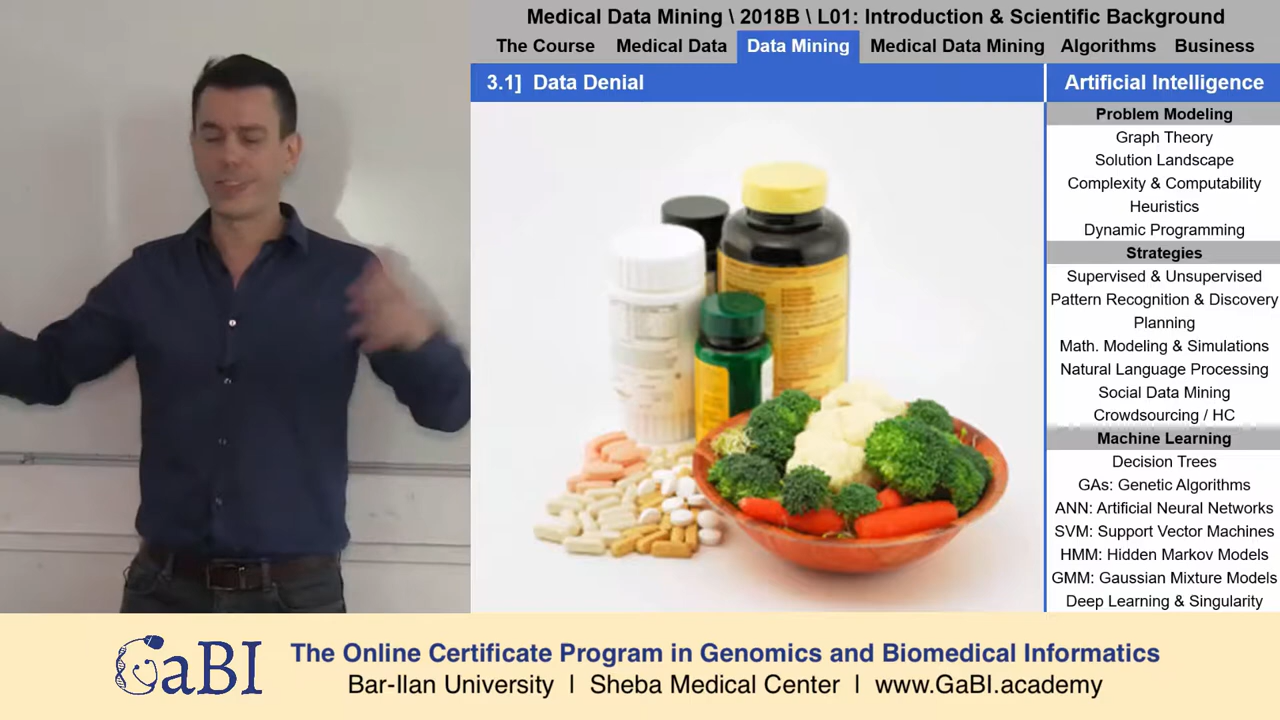 Medical Data Mining \ 2018B \ L01: Introduction & Scientific Background
The Course Medical Data Data Mining Medical Data Mining Algorithms Business
3.1] Data Denial
Artificial Intelligence
Problem Modeling
Graph Theory
Solution Landscape
Complexity & Computability
Heuristics
Dynamic Programming
Strategies
Supervised & Unsupervised
Pattern Recognition & Discovery
Planning
Math. Modeling & Simulations
Natural Language Processing
Social Data Mining
Crowdsourcing / HC
Machine Learning
Decision Trees
GAs: Genetic Algorithms
ANN: Artificial Neural Networks
SVM: Support Vector Machines
HMM: Hidden Markov Models
GMM: Gaussian Mixture Models
Deep Learning & Singularity
GaBI
The Online Certificate Program in Genomics and Biomedical Informatics
Bar-Ilan University | Sheba Medical Center | www.GaBI.academy